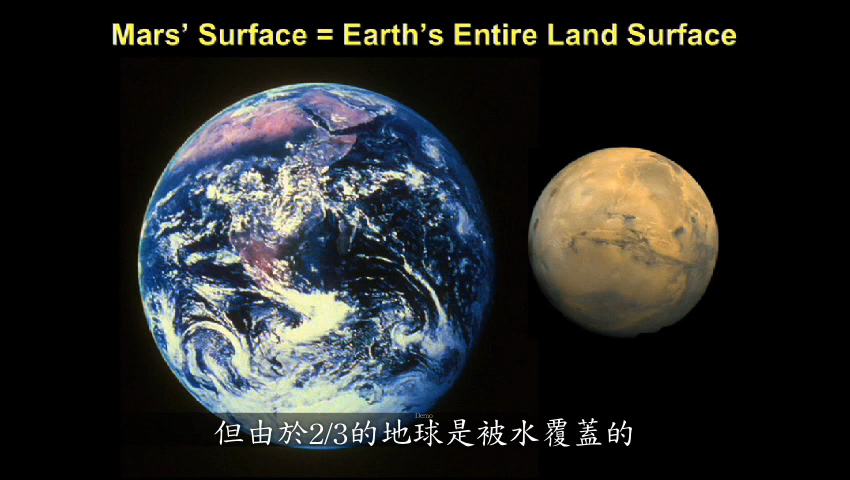 Mars’ Surface = Earth’s Entire Land Surface
Demo
但由於2/3的地球是被水覆蓋的